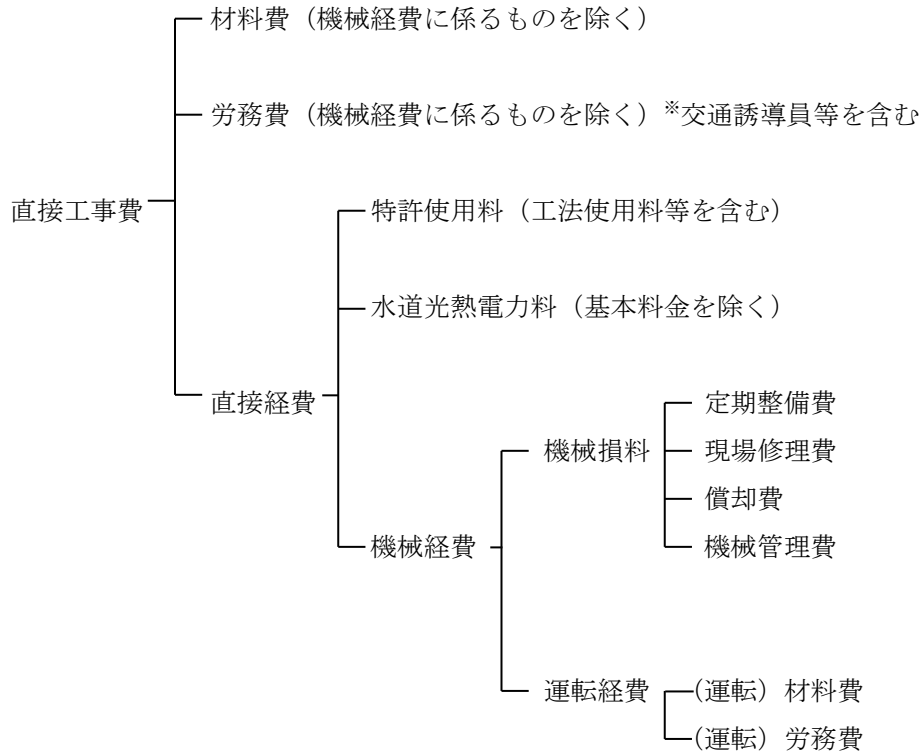 材料費（機械経費に係るものを除く）
労務費（機械経費に係るものを除く）※交通誘導員等を含む
直接工事費
特許使用料（工法使用料等を含む）
水道光熱電力料（基本料金を除く）
直接経費
定期整備費
機械損料
現場修理費
償却費
機械経費
機械管理費
運転経費
（運転）材料費
（運転）労務費